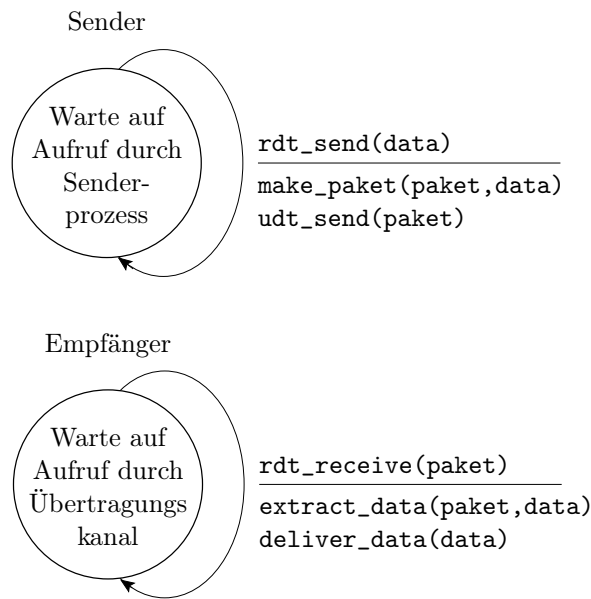 Sender
Warte auf
Aufruf durch
Sender-
prozess
rdt_send(data)
make_paket(paket,data)
udt_send(paket)
Empfänger
Warte auf
Aufruf durch
Übertragungs
kanal
rdt_receive(paket)
extract_data(paket,data)
deliver_data(data)